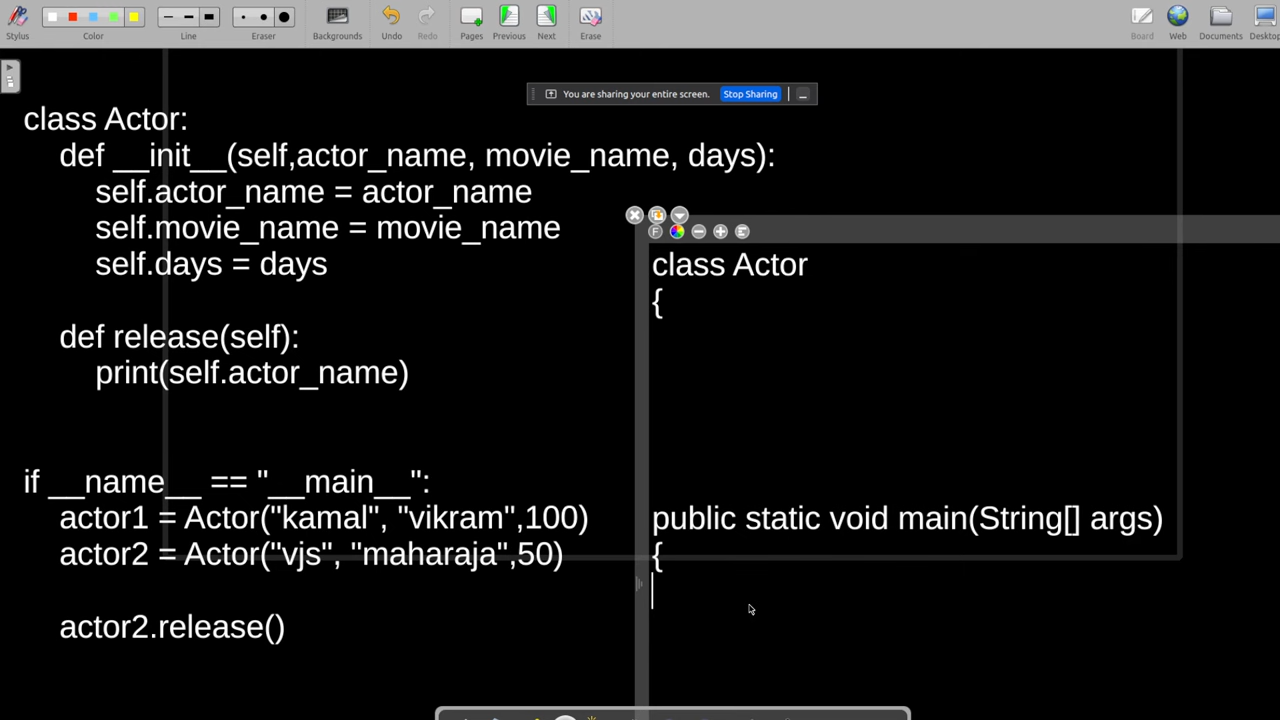 Stylus
Color
Line
Eraser
Backgrounds
Undo
Redo
Pages
Previous
Next
Erase
Board
Web
Documents
Desktop
You are sharing your entire screen.
Stop Sharing
class Actor:
def __init__(self,actor_name, movie_name, days):
self.actor_name = actor_name
self.movie_name = movie_name
self.days = days
def release(self):
print(self.actor_name)
if __name__ == "__main__":
actor1 = Actor("kamal", "vikram",100)
actor2 = Actor("vjs", "maharaja",50)
actor2.release()
F
E
class Actor
{
public static void main(String[] args)
{